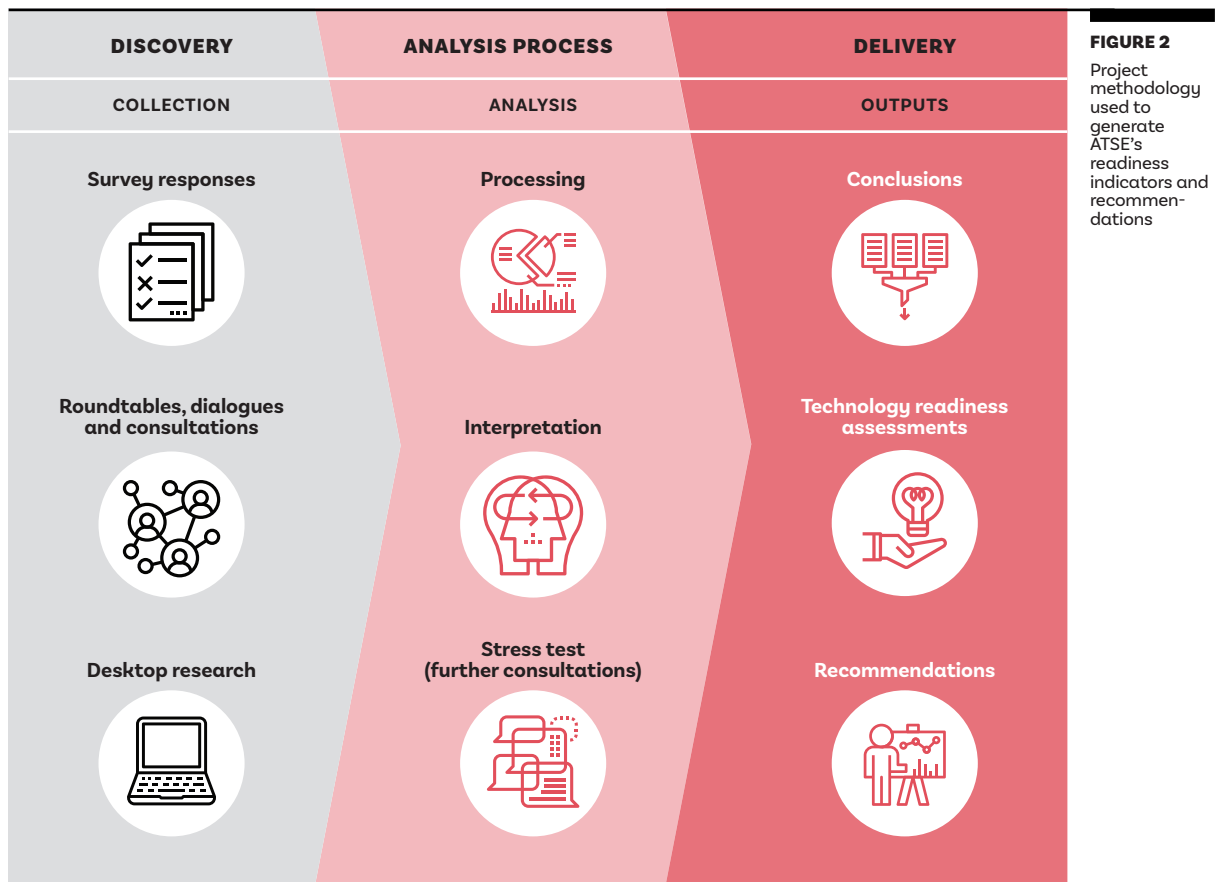 DISCOVERY
ANALYSIS PROCESS
DELIVERY
COLLECTION
ANALYSIS
OUTPUTS
Survey responses
Processing
Conclusions
Roundtables, dialogues
and consultations
Interpretation
Technology readiness
assessments
Desktop research
Stress test
(further consultations)
Recommendations
FIGURE 2
Project
methodology
used to
generate
ATSE’s
readiness
indicators and
recommen-
dations